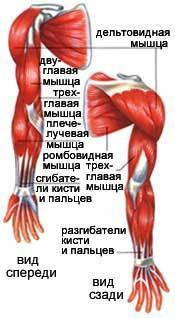 дельтовидная
мышца
дву-
главая
мышца
трех-
главая
мышца
плече-
лучевая
мышца
ромбовидная
мышца
сгибате-
ли кисти
и пальцев
трех-
главая
мышца
разгибатели
кисти
и пальцев
вид
спереди
вид
сзади